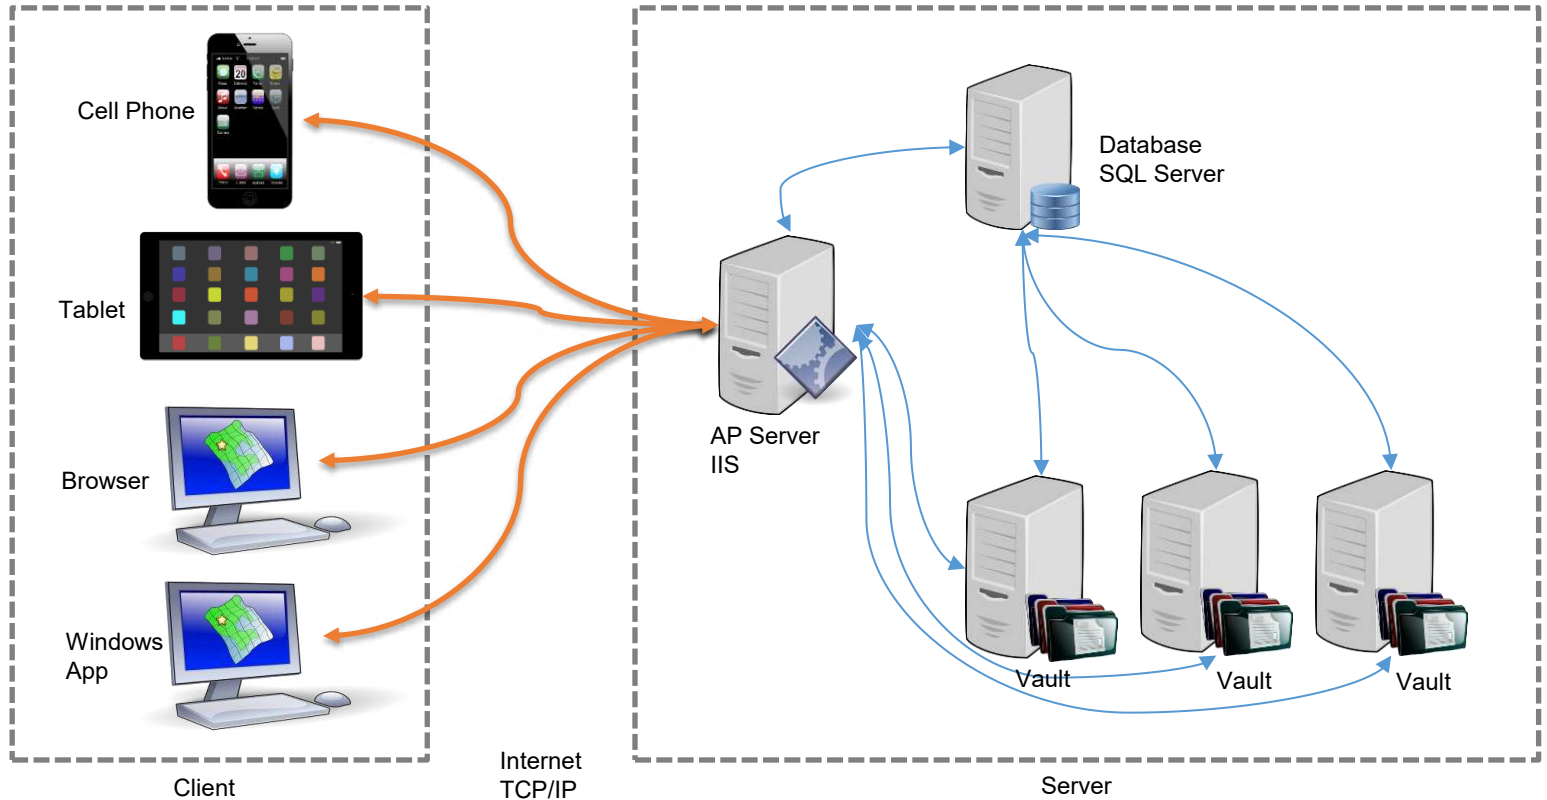 Cell Phone
Tablet
Browser
Windows
App
Client
Internet
TCP/IP
Database
SQL Server
AP Server
IIS
Vault
Vault
Vault
Server